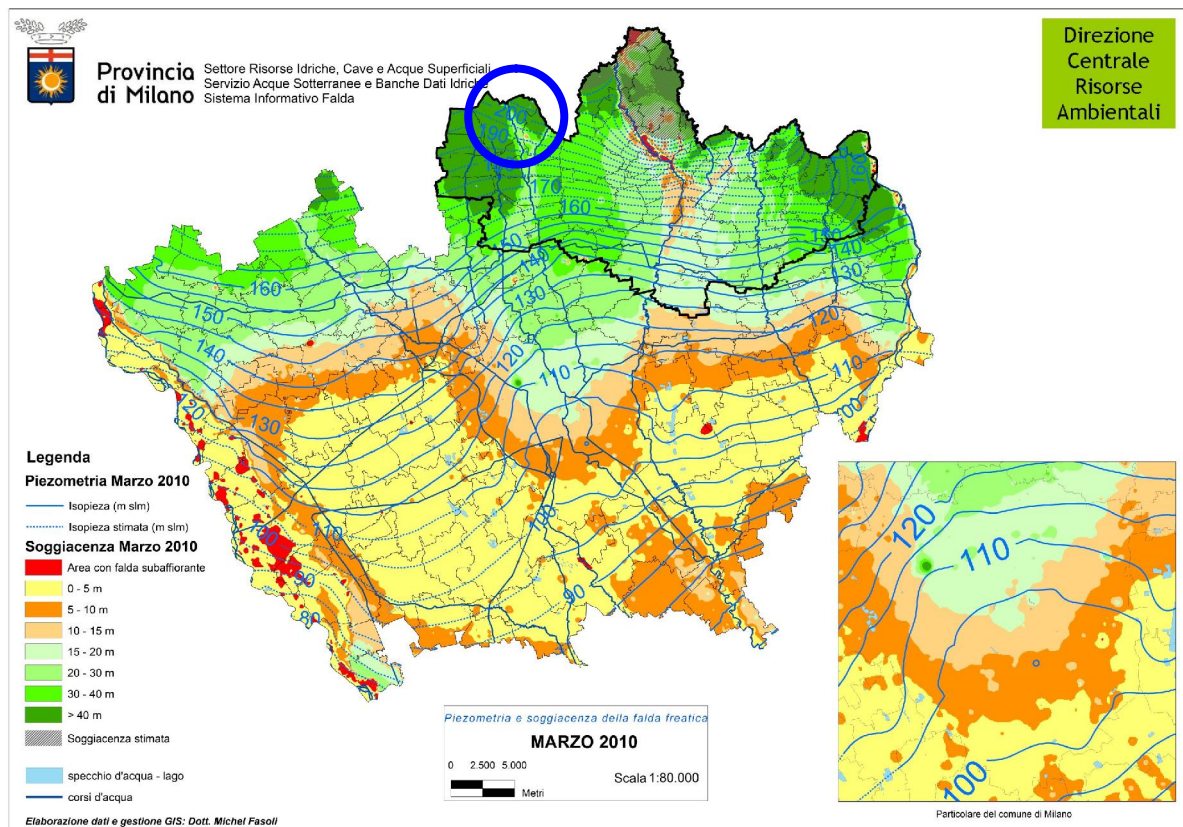 Provincia
di Milano
Settore Risorse Idriche, Cave e Acque Superficiali
Servizio Acque Sotterranee e Banche Dati Idriche
Sistema Informativo Falda
Direzione
Centrale
Risorse
Ambientali
200
190
170
160
160
150
140
130
120
110
160
150
140
130
120
110
120
130
110
100
90
90
80
Legenda
Piezometria Marzo 2010
Isopieza (m slm)
Isopieza stimata (m slm)
Soggiacenza Marzo 2010
Area con falda subaffiorante
0 - 5 m
5 - 10 m
10 - 15 m
15 - 20 m
20 - 30 m
30 - 40 m
> 40 m
Soggiacenza stimata
specchio d'acqua - lago
corsi d'acqua
Elaborazione dati e gestione GIS: Dott. Michel Fasoli
Piezometria e soggiacenza della falda freatica
MARZO 2010
0 2.500 5.000
Metri
Scala 1:80.000
120
110
100
Particolare del comune di Milano